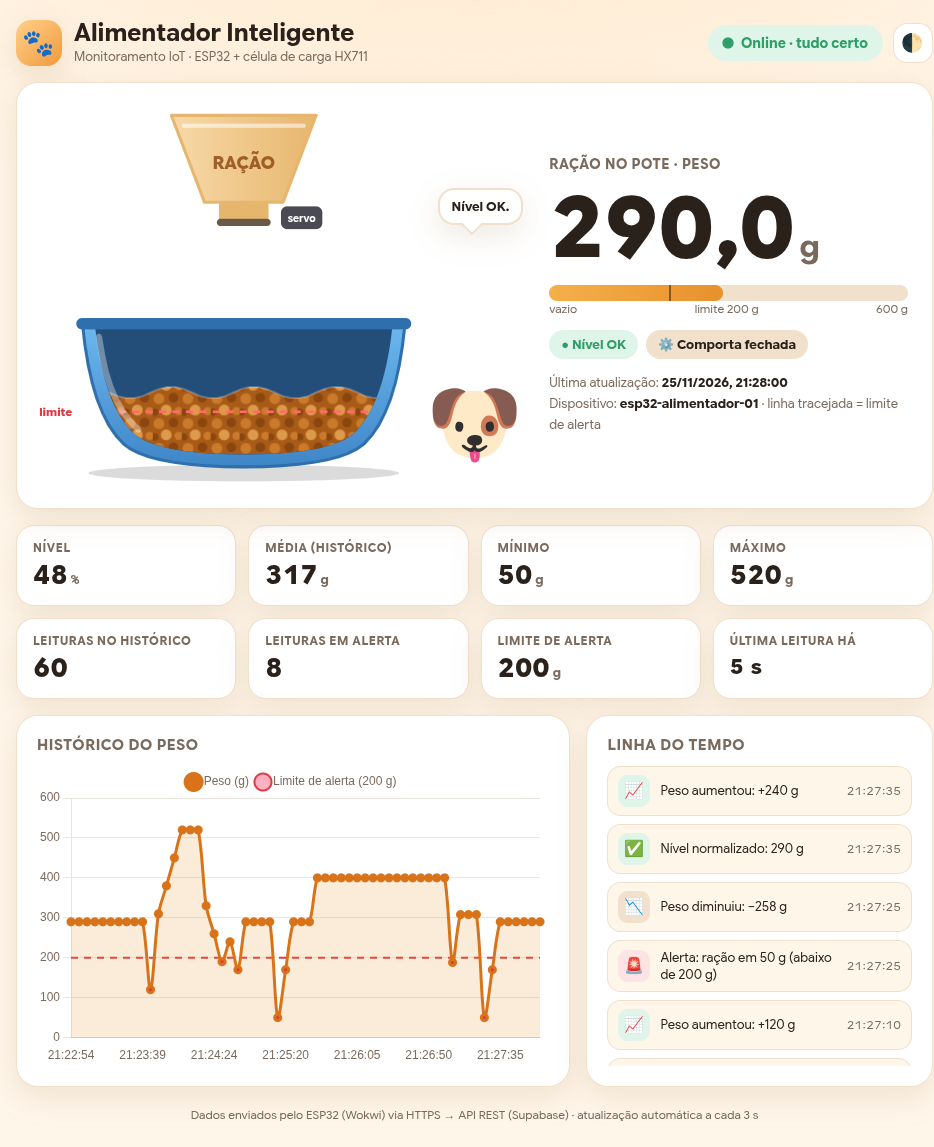 Alimentador Inteligente
Monitoramento IoT · ESP32 + célula de carga HX711
Online · tudo certo
RAÇÃO
servo
Nível OK.
limite
RAÇÃO NO POTE · PESO
290,0 g
vazio
limite 200 g
600 g
● Nível OK
⚙️ Comporta fechada
Última atualização: 25/11/2026, 21:28:00
Dispositivo: esp32-alimentador-01 · linha tracejada = limite
de alerta
NÍVEL
48 %
MÉDIA (HISTÓRICO)
317 g
MÍNIMO
50 g
MÁXIMO
520 g
LEITURAS NO HISTÓRICO
60
LEITURAS EM ALERTA
8
LIMITE DE ALERTA
200 g
ÚLTIMA LEITURA HÁ
5 s
HISTÓRICO DO PESO
Peso (g)
Limite de alerta (200 g)
600
500
400
300
200
100
0
21:22:54
21:23:39
21:24:24
21:25:20
21:26:05
21:26:50
21:27:35
LINHA DO TEMPO
Peso aumentou: +240 g
21:27:35
Nível normalizado: 290 g
21:27:35
Peso diminuiu: −258 g
21:27:25
Alerta: ração em 50 g (abaixo
de 200 g)
21:27:25
Peso aumentou: +120 g
21:27:10
Dados enviados pelo ESP32 (Wokwi) via HTTPS → API REST (Supabase) · atualização automática a cada 3 s